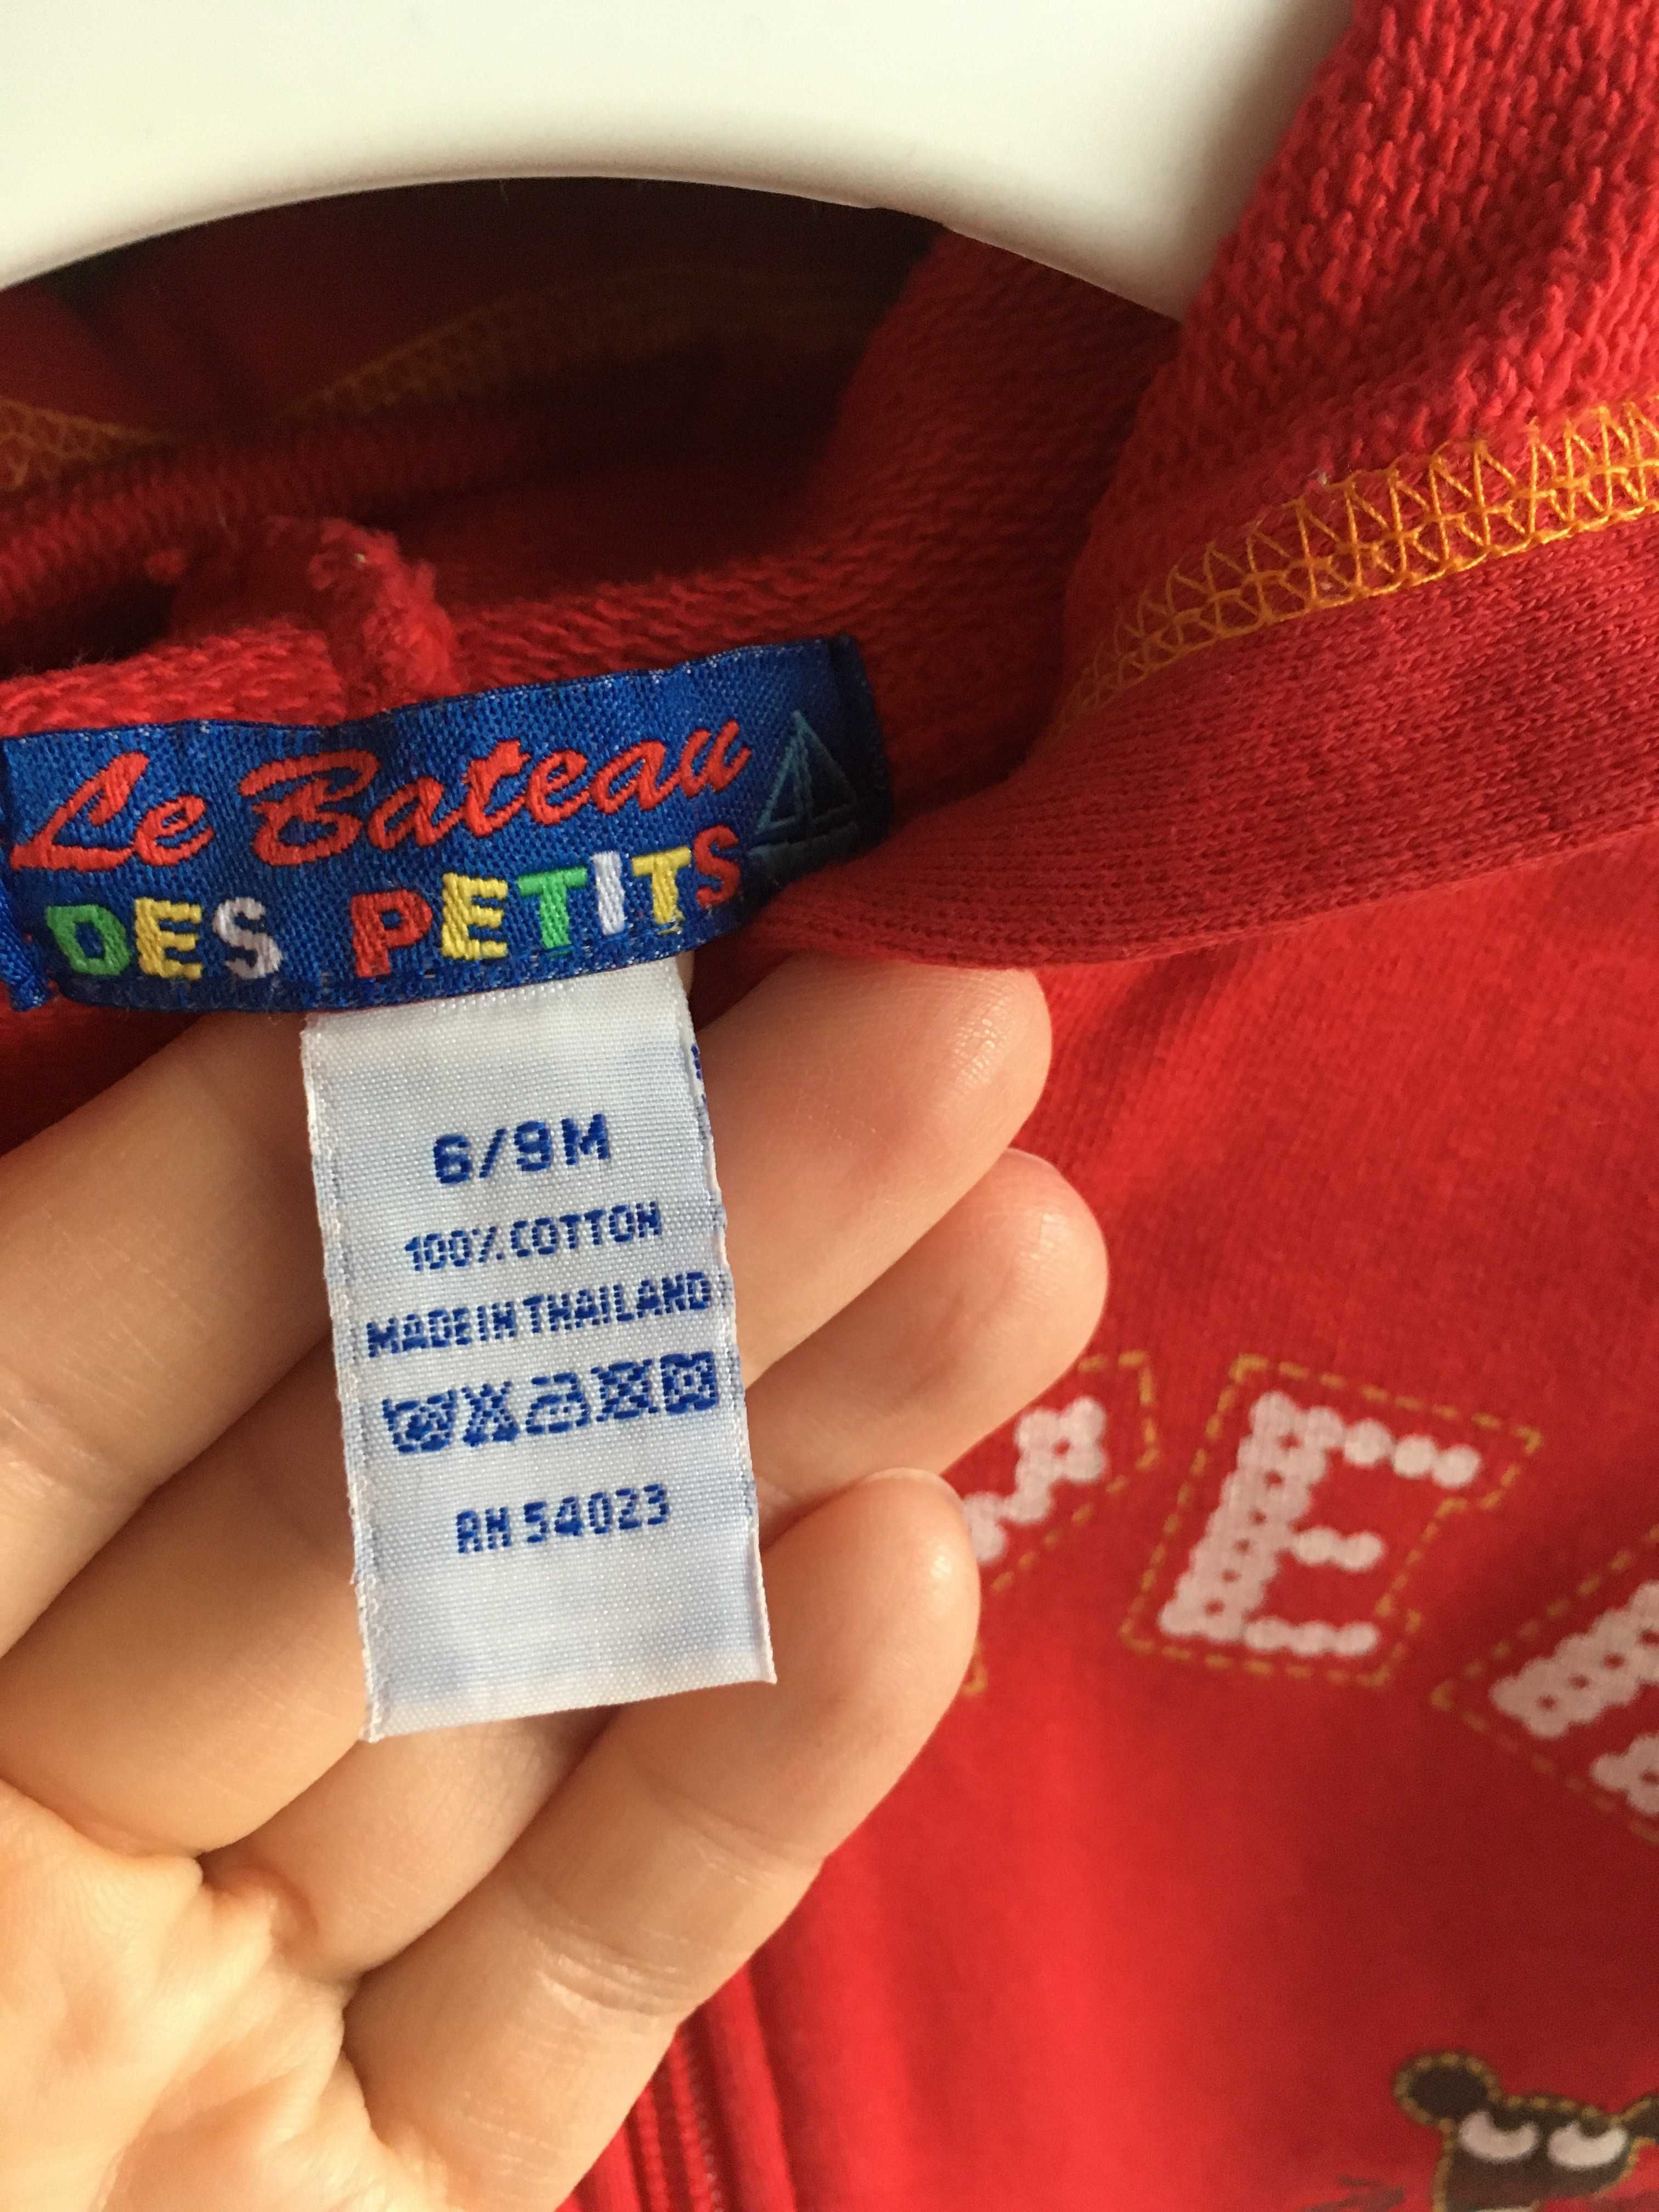 Le Bateau
DES PETITS
6/9M
100% COTTON
MADE IN THAILAND
RN 54023
E